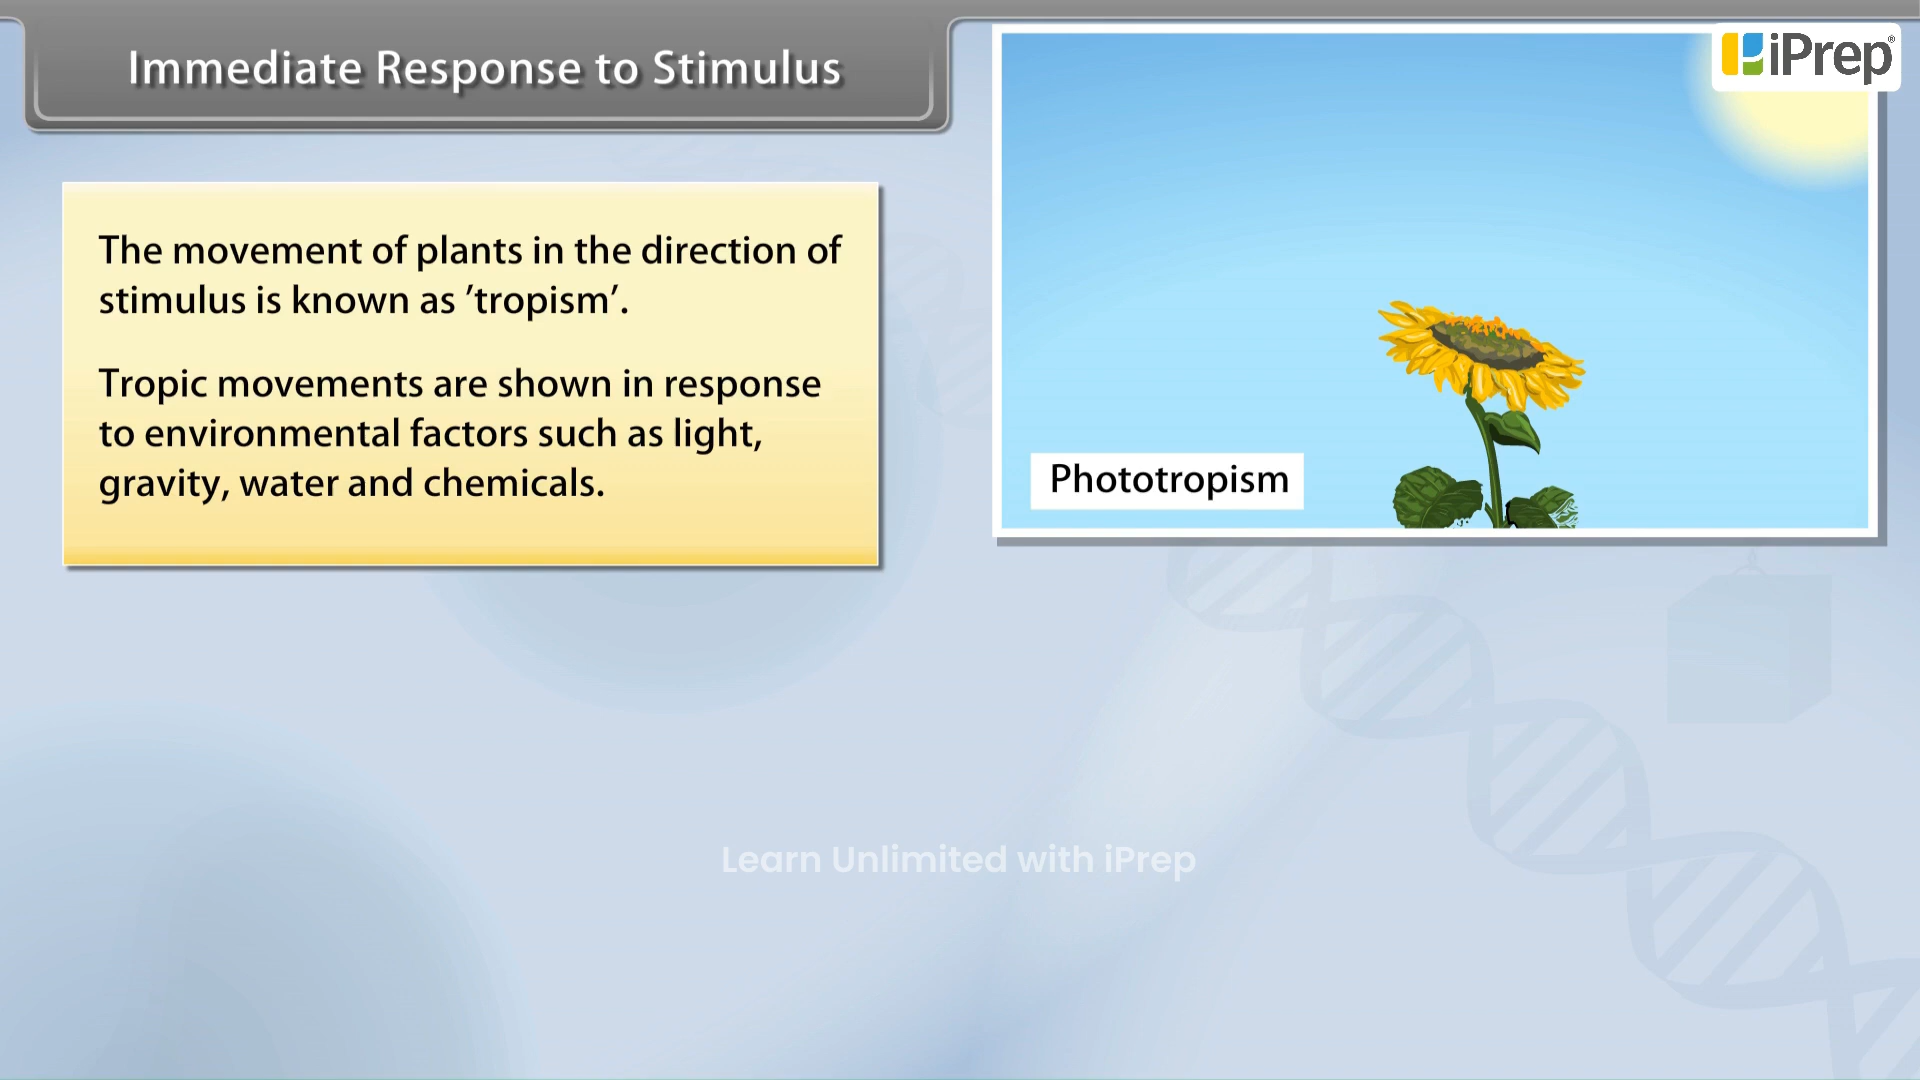 Immediate Response to Stimulus
iPrep®
The movement of plants in the direction of
stimulus is known as ’tropism’.
Tropic movements are shown in response
to environmental factors such as light,
gravity, water and chemicals.
Phototropism
Learn Unlimited with iPrep